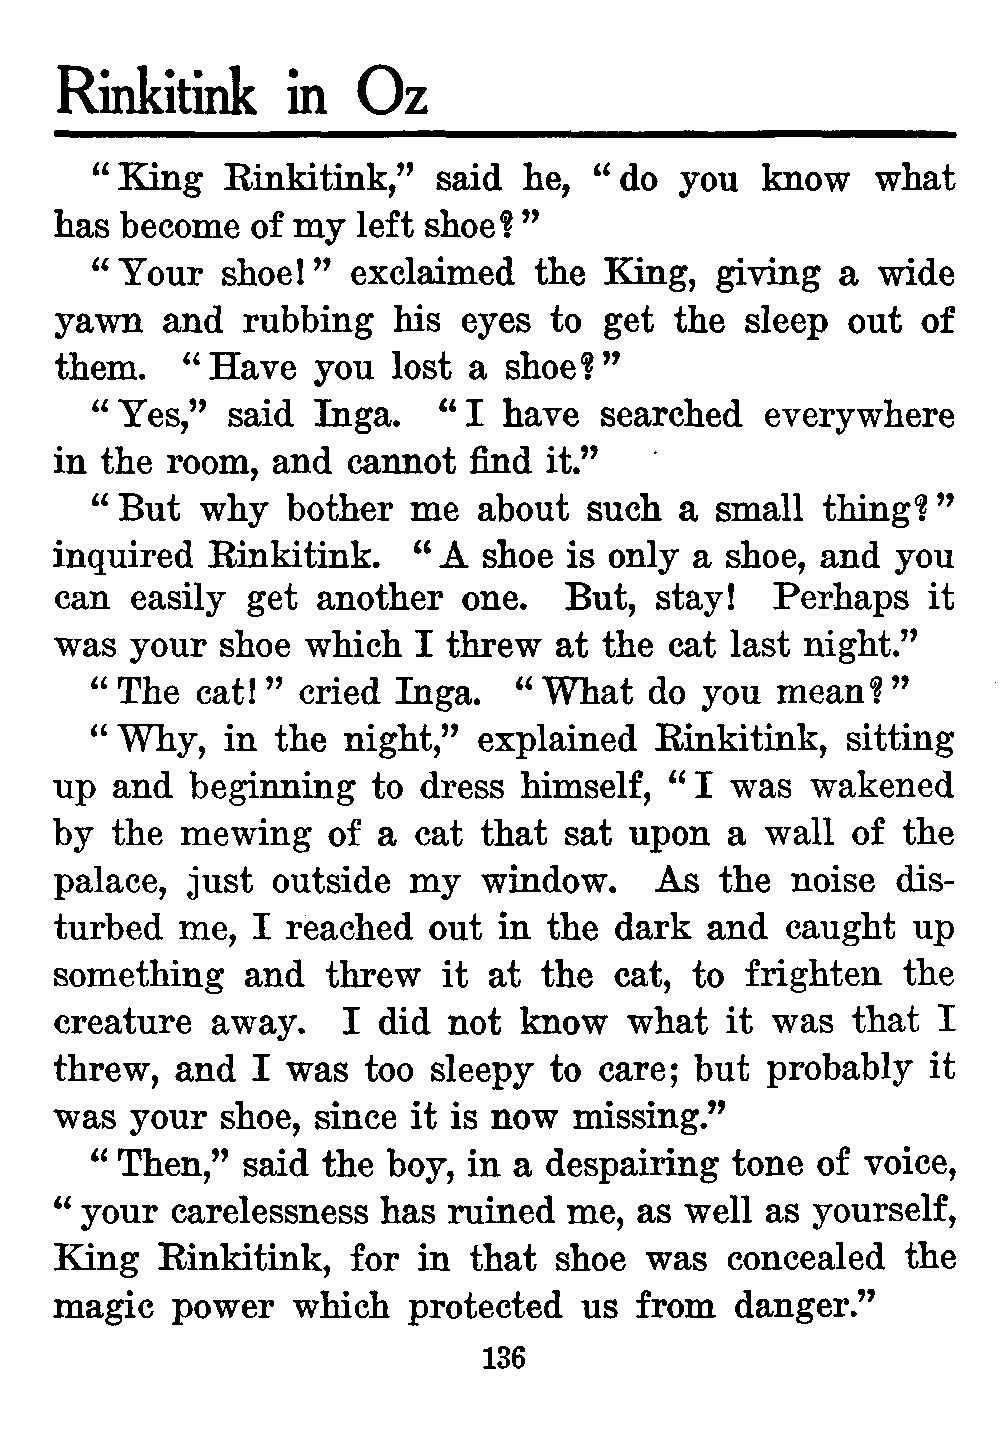 Rinkitink in Oz
“King Rinkitink,” said he, “do you know what
has become of my left shoe?”
“Your shoe!” exclaimed the King, giving a wide
yawn and rubbing his eyes to get the sleep out of
them. “Have you lost a shoe?”
“Yes,” said Inga. “I have searched everywhere
in the room, and cannot find it.”
“But why bother me about such a small thing?”
inquired Rinkitink. “A shoe is only a shoe, and you
can easily get another one. But, stay! Perhaps it
was your shoe which I threw at the cat last night.”
“The cat!” cried Inga. “What do you mean?”
“Why, in the night,” explained Rinkitink, sitting
up and beginning to dress himself, “I was wakened
by the mewing of a cat that sat upon a wall of the
palace, just outside my window. As the noise dis-
turbed me, I reached out in the dark and caught up
something and threw it at the cat, to frighten the
creature away. I did not know what it was that I
threw, and I was too sleepy to care; but probably it
was your shoe, since it is now missing.”
“Then,” said the boy, in a despairing tone of voice,
“your carelessness has ruined me, as well as yourself,
King Rinkitink, for in that shoe was concealed the
magic power which protected us from danger.”
136